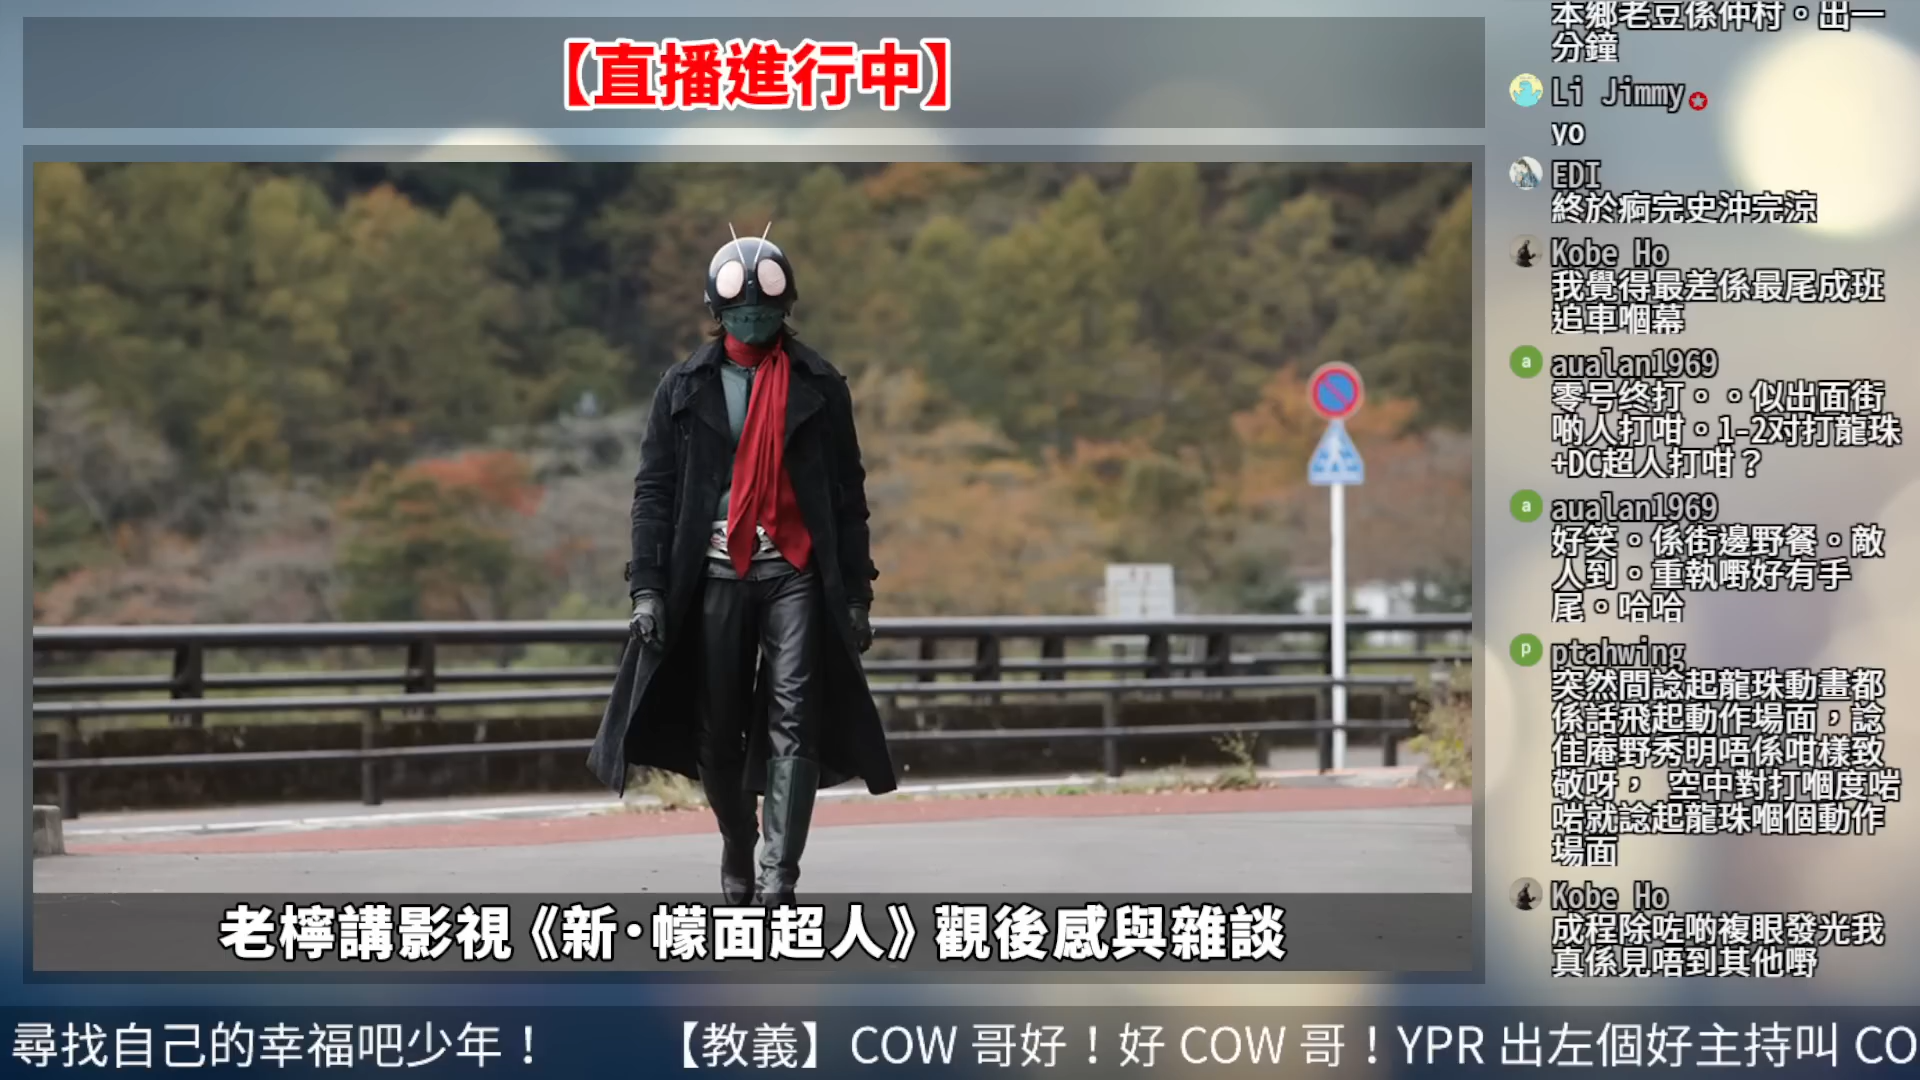 【直播進行中】
老檸講影視《新·幪面超人》觀後感與雜談
本鄉老豆係仲村。出一
分鐘
Li Jimmy
yo
EDI
終於痾完史沖完涼
Kobe Ho
我覺得最差係最尾成班
追車嗰幕
aualan1969
零号终打。。似出面街
啲人打咁。1-2对打龍珠
+DC超人打咁？
aualan1969
好笑。係街邊野餐。敵
人到。重執嘢好有手
尾。哈哈
ptahwing
突然間諗起龍珠動畫都
係話飛起動作場面，諗
住庵野秀明唔係咁樣致
敬呀， 空中對打嗰度啱
啱就諗起龍珠嗰個動作
場面
Kobe Ho
成程除咗啲複眼發光我
真係見唔到其他嘢
尋找自己的幸福吧少年！ 【教義】COW 哥好！好 COW 哥！YPR 出左個好主持叫 CO